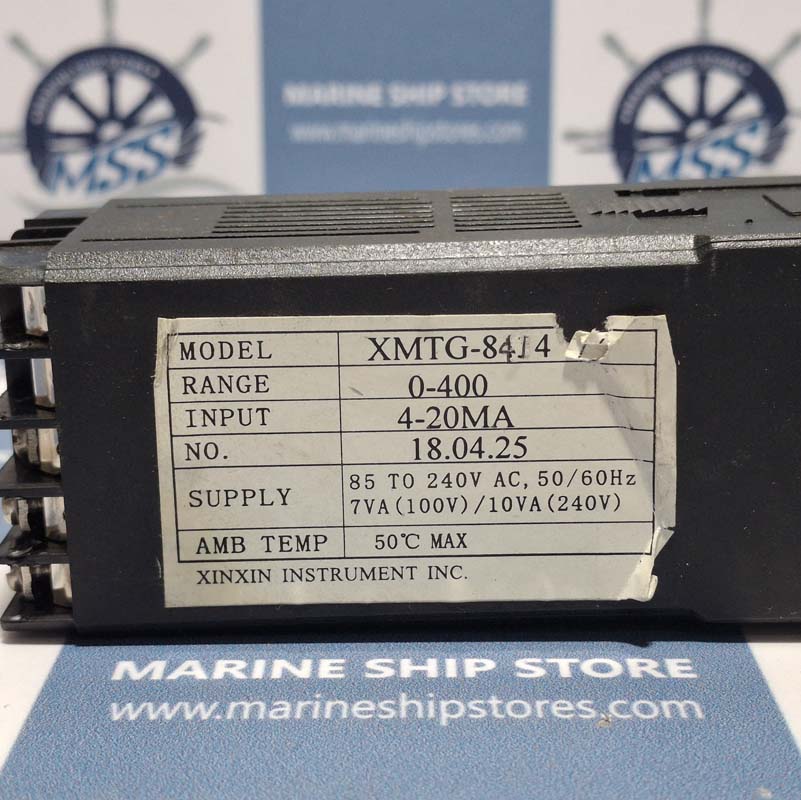 MSS
MARINE SHIP STORE
www.marineshipstores.com
MSS
MODEL XMTG-8414
RANGE 0-400
INPUT 4-20MA
NO. 18.04.25
SUPPLY 85 TO 240V AC, 50/60Hz
7VA(100V)/10VA(240V)
AMB TEMP 50℃ MAX
XINXIN INSTRUMENT INC.
MARINE SHIP STORE
www.marineshipstores.com